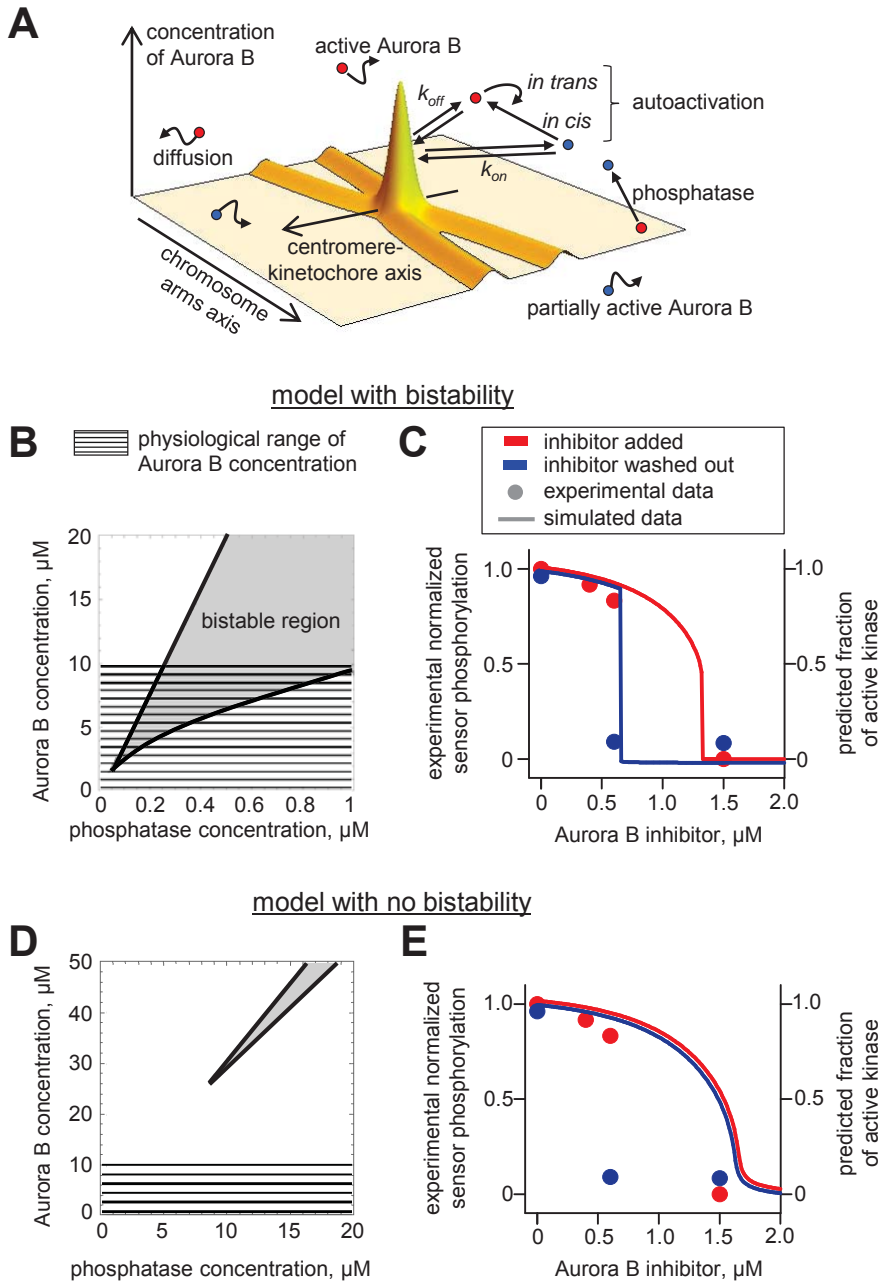 A
concentration
of Aurora B
active Aurora B
k_off
in trans
in cis
autoactivation
diffusion
k_on
phosphatase
centromere-
kinetochore axis
chromosome
arms axis
partially active Aurora B
model with bistability
B
physiological range of
Aurora B concentration
Aurora B concentration, µM
20
15
10
5
0
bistable region
0.2 0.4 0.6 0.8 1
phosphatase concentration, µM
C
inhibitor added
inhibitor washed out
experimental data
simulated data
experimental normalized
sensor phosphorylation
1.0
0.5
0
1.0
0.5
0
predicted fraction
of active kinase
0 0.5 1.0 1.5 2.0
Aurora B inhibitor, µM
model with no bistability
D
Aurora B concentration, µM
50
40
30
20
10
0
0 5 10 15 20
phosphatase concentration, µM
E
experimental normalized
sensor phosphorylation
1.0
0.5
0
1.0
0.5
0
predicted fraction
of active kinase
0 0.5 1.0 1.5 2.0
Aurora B inhibitor, µM